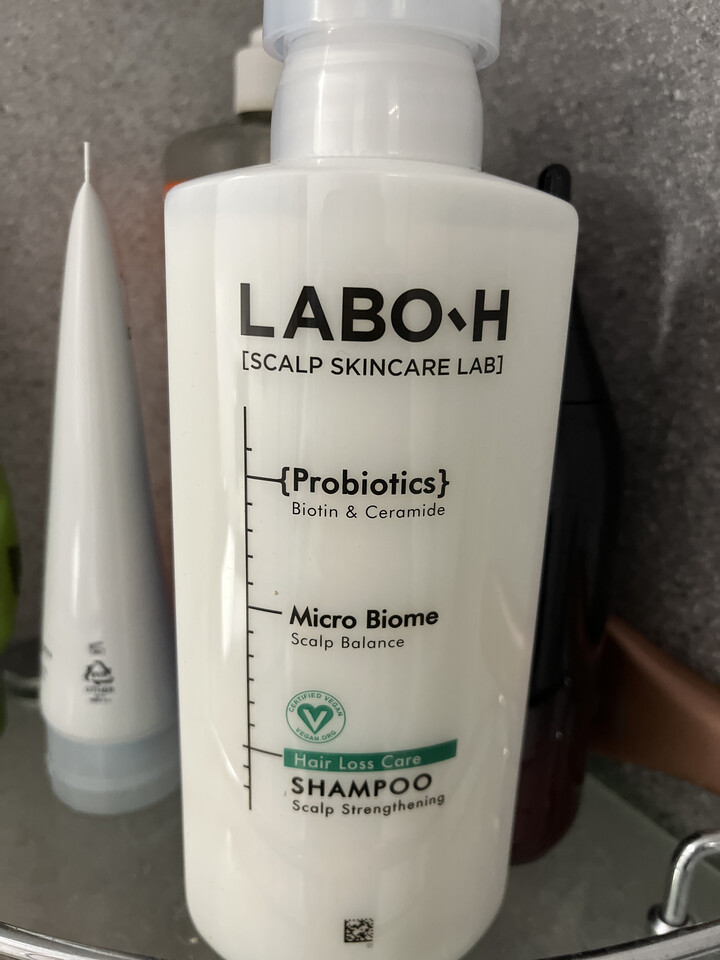 LABO-H
[SCALP SKINCARE LAB]
{Probiotics}
Biotin & Ceramide
Micro Biome
Scalp Balance
CERTIFIED VEGAN
V
VEGAN.ORG
Hair Loss Care
SHAMPOO
Scalp Strengthening